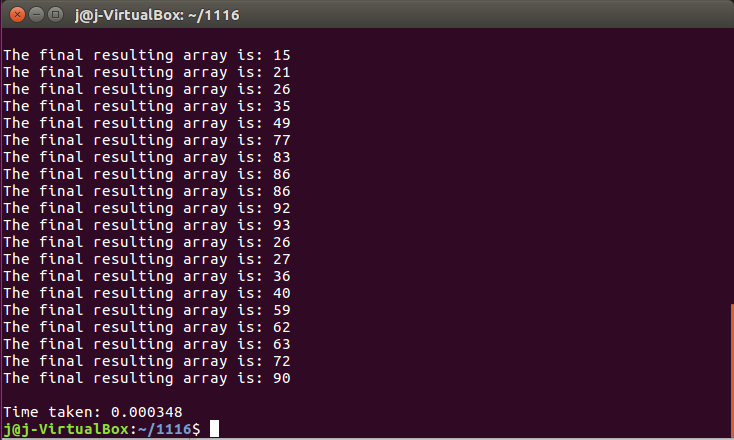 j@j-VirtualBox: ~/1116
The final resulting array is: 15
The final resulting array is: 21
The final resulting array is: 26
The final resulting array is: 35
The final resulting array is: 49
The final resulting array is: 77
The final resulting array is: 83
The final resulting array is: 86
The final resulting array is: 86
The final resulting array is: 92
The final resulting array is: 93
The final resulting array is: 26
The final resulting array is: 27
The final resulting array is: 36
The final resulting array is: 40
The final resulting array is: 59
The final resulting array is: 62
The final resulting array is: 63
The final resulting array is: 72
The final resulting array is: 90
Time taken: 0.000348
j@j-VirtualBox:~/1116$